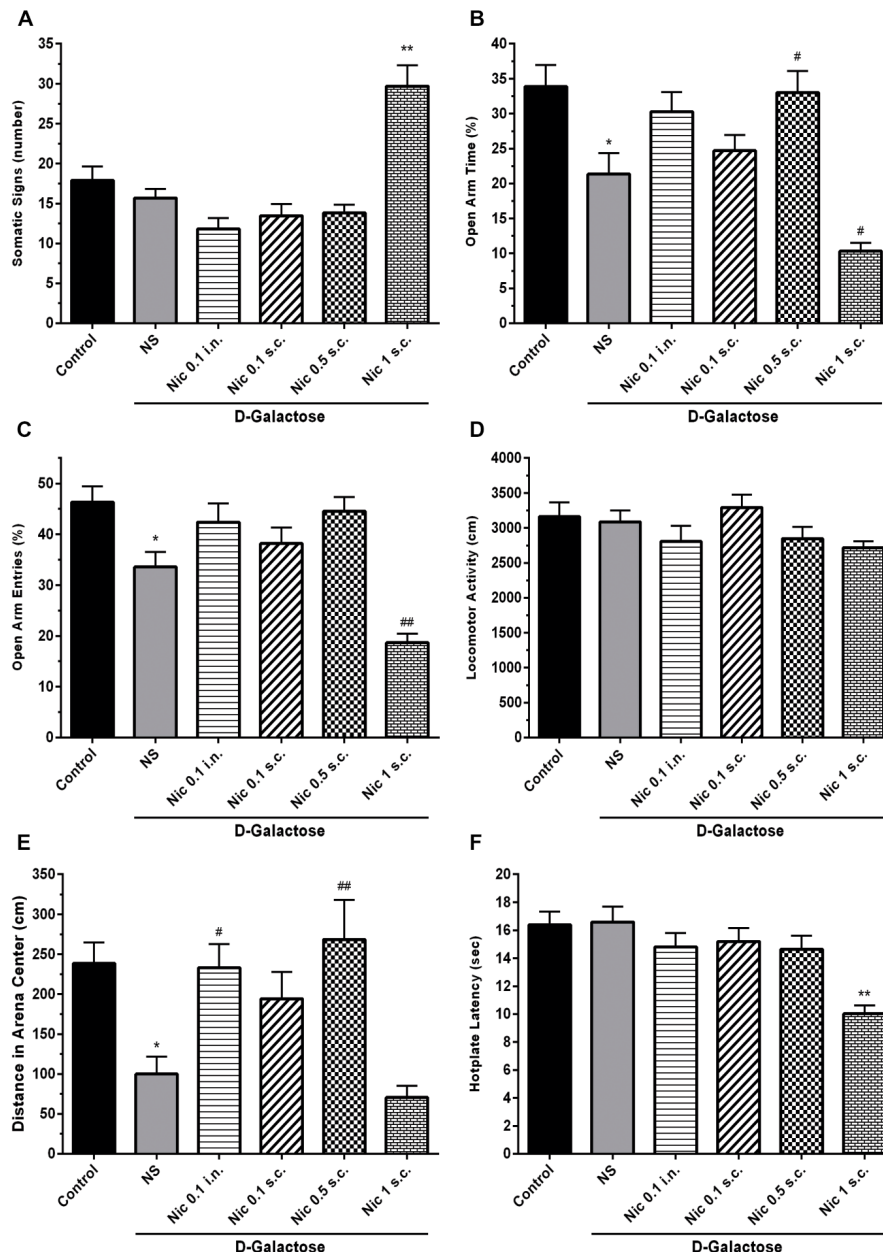 A
Somatic Signs (number)
35
30
25
20
15
10
5
0
**
Control
NS
Nic 0.1 i.n.
Nic 0.1 s.c.
Nic 0.5 s.c.
Nic 1 s.c.
D-Galactose
B
Open Arm Time (%)
40
35
30
25
20
15
10
5
0
*
#
#
Control
NS
Nic 0.1 i.n.
Nic 0.1 s.c.
Nic 0.5 s.c.
Nic 1 s.c.
D-Galactose
C
Open Arm Entries (%)
50
40
30
20
10
0
*
##
Control
NS
Nic 0.1 i.n.
Nic 0.1 s.c.
Nic 0.5 s.c.
Nic 1 s.c.
D-Galactose
D
Locomotor Activity (cm)
4000
3500
3000
2500
2000
1500
1000
500
0
Control
NS
Nic 0.1 i.n.
Nic 0.1 s.c.
Nic 0.5 s.c.
Nic 1 s.c.
D-Galactose
E
Distance in Arena Center (cm)
350
300
250
200
150
100
50
0
*
#
##
Control
NS
Nic 0.1 i.n.
Nic 0.1 s.c.
Nic 0.5 s.c.
Nic 1 s.c.
D-Galactose
F
Hotplate Latency (sec)
20
18
16
14
12
10
8
6
4
2
0
**
Control
NS
Nic 0.1 i.n.
Nic 0.1 s.c.
Nic 0.5 s.c.
Nic 1 s.c.
D-Galactose